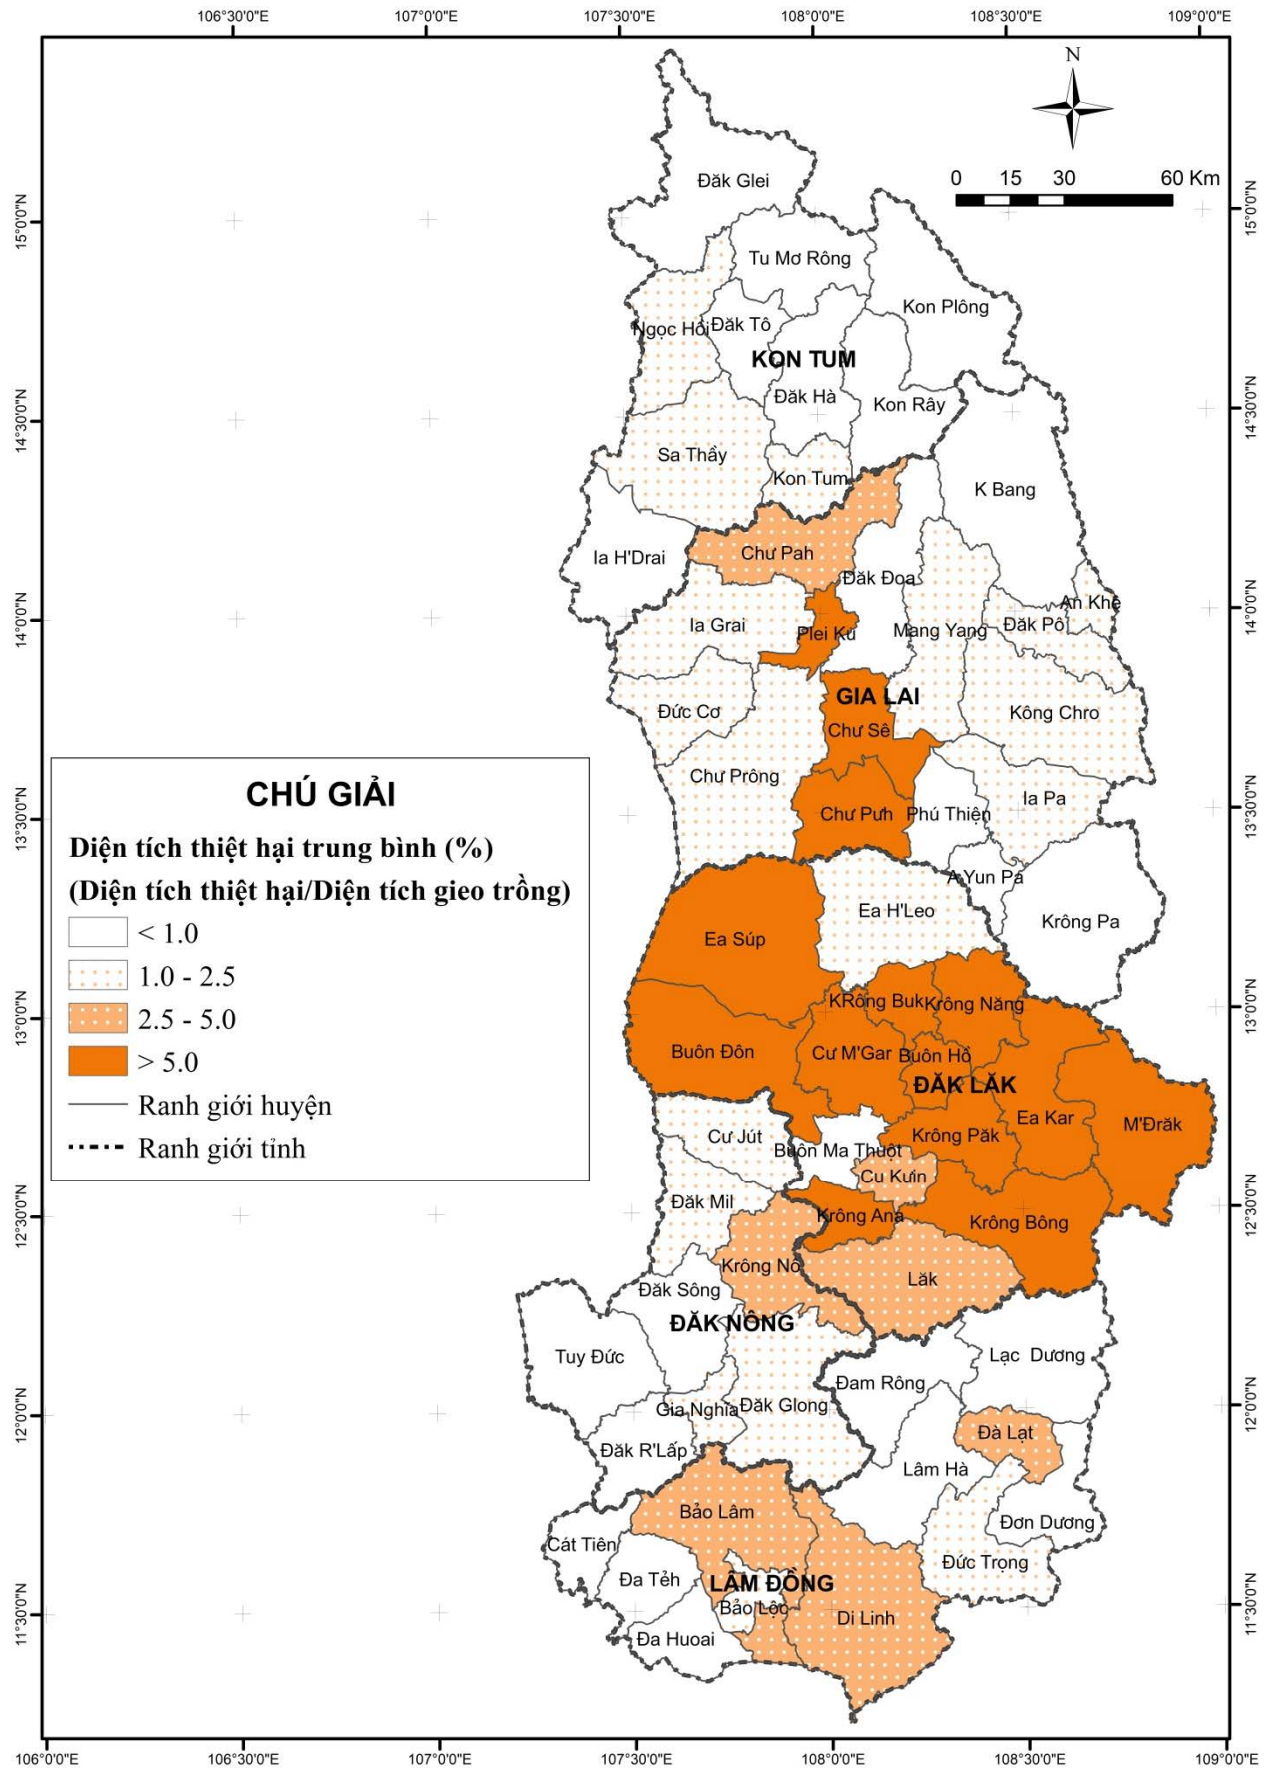 106°30'0"E 107°0'0"E 107°30'0"E 108°0'0"E 108°30'0"E 109°0'0"E
N
0 15 30 60 Km
15°0'0"N
14°30'0"N
14°0'0"N
13°30'0"N
13°0'0"N
12°30'0"N
12°0'0"N
11°30'0"N
15°0'0"N
14°30'0"N
14°0'0"N
13°30'0"N
13°0'0"N
12°30'0"N
12°0'0"N
11°30'0"N
Đăk Glei
Tu Mơ Rông
Kon Plông
Ngọc Hồi
Đăk Tô
KON TUM
Đăk Hà
Kon Rây
Sa Thầy
Kon Tum
K Bang
Ia H'Drai
Chư Pah
Đăk Đoa
An Khê
Ia Grai
Plei Ku
Mang Yang
Đăk Pô
GIA LAI
Đức Cơ
Chư Sê
Kông Chro
Chư Prông
Ia Pa
Chư Pưh
Phú Thiện
A Yun Pa
Ea H'Leo
Krông Pa
Ea Súp
KRông Buk
Krông Năng
Buôn Đôn
Cư M'Gar
Buôn Hồ
ĐĂK LĂK
Ea Kar
M'Đrăk
Cư Jút
Krông Păk
Buôn Ma Thuột
Cu Kưin
Đăk Mil
Krông Ana
Krông Bông
Krông Nô
Lăk
Đăk Sông
ĐĂK NÔNG
Tuy Đức
Lạc Dương
Đam Rông
Gia Nghĩa
Đăk Glong
Đà Lạt
Đăk R'Lấp
Lâm Hà
Bảo Lâm
Đơn Dương
Cát Tiên
Đức Trọng
Đa Tẻh
LÂM ĐỒNG
Bảo Lộc
Di Linh
Đa Huoai
CHÚ GIẢI
Diện tích thiệt hại trung bình (%)
(Diện tích thiệt hại/Diện tích gieo trồng)
< 1.0
1.0 - 2.5
2.5 - 5.0
> 5.0
Ranh giới huyện
Ranh giới tỉnh
106°0'0"E 106°30'0"E 107°0'0"E 107°30'0"E 108°0'0"E 108°30'0"E 109°0'0"E